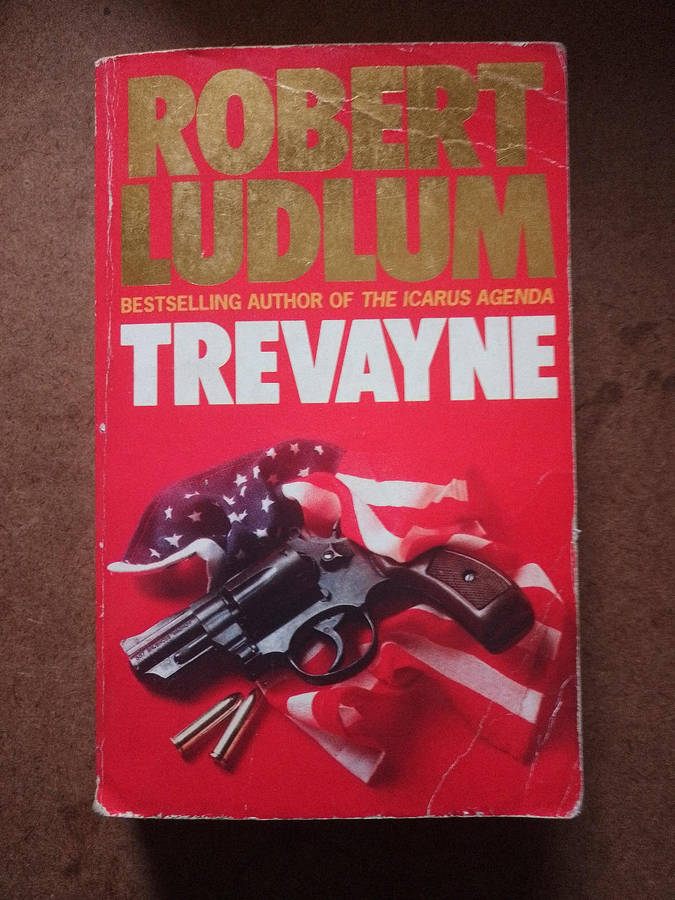 ROBERT
LUDLUM
BESTSELLING AUTHOR OF THE ICARUS AGENDA
TREVAYNE